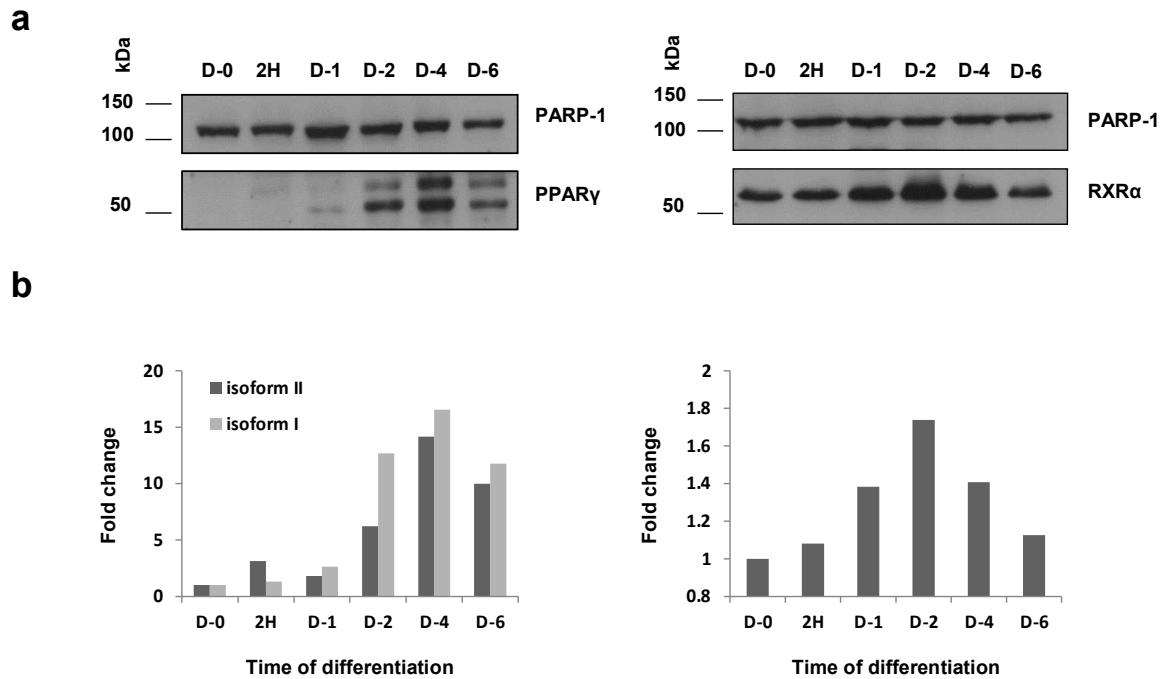 a
kDa
D-0 2H D-1 D-2 D-4 D-6
150
100
PARP-1
50
PPARγ
kDa
D-0 2H D-1 D-2 D-4 D-6
150
100
PARP-1
50
RXRα
b
20
15
10
5
0
Fold change
isoform II
isoform I
D-0 2H D-1 D-2 D-4 D-6
Time of differentiation
2
1.8
1.6
1.4
1.2
1
0.8
Fold change
D-0 2H D-1 D-2 D-4 D-6
Time of differentiation